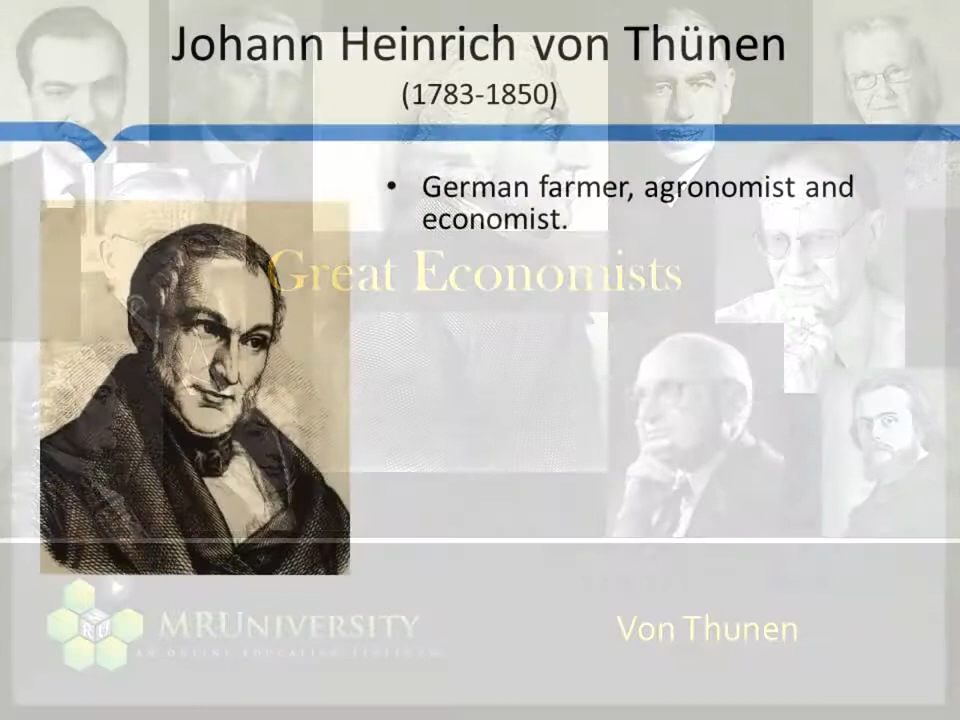 Johann Heinrich von Thünen
(1783-1850)
• German farmer, agronomist and
economist.
Great Economists
MRUNIVERSITY
Von Thunen